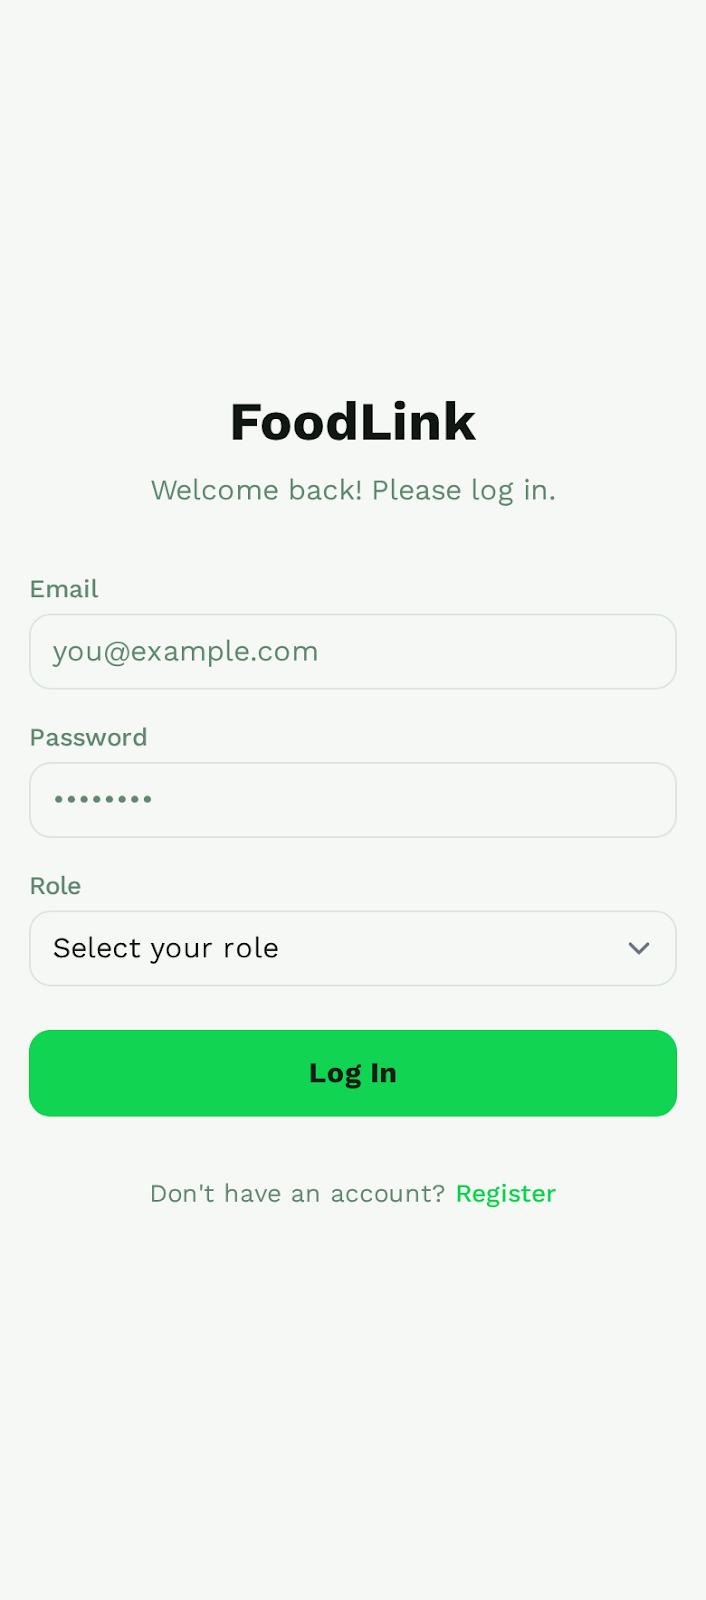 FoodLink
Welcome back! Please log in.
Email
you@example.com
Password
••••••••
Role
Select your role
Log In
Don't have an account? Register